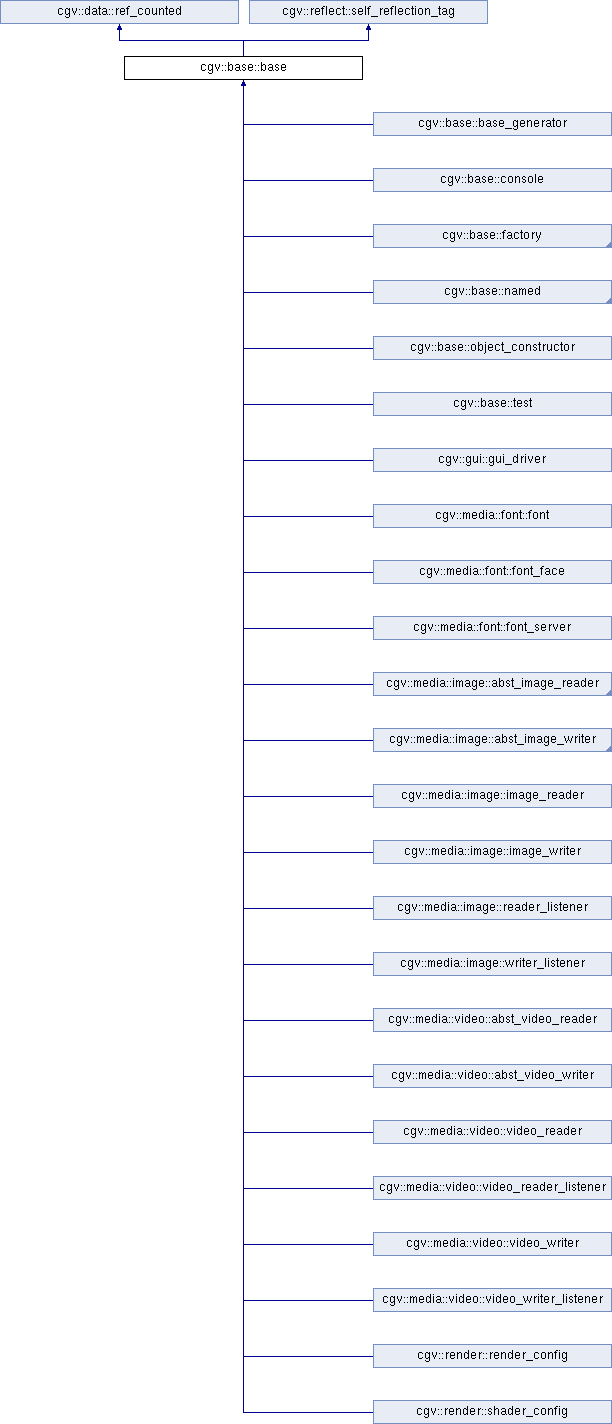 cgv::data::ref_counted
cgv::reflect::self_reflection_tag
cgv::base::base
cgv::base::base_generator
cgv::base::console
cgv::base::factory
cgv::base::named
cgv::base::object_constructor
cgv::base::test
cgv::gui::gui_driver
cgv::media::font::font
cgv::media::font::font_face
cgv::media::font::font_server
cgv::media::image::abst_image_reader
cgv::media::image::abst_image_writer
cgv::media::image::image_reader
cgv::media::image::image_writer
cgv::media::image::reader_listener
cgv::media::image::writer_listener
cgv::media::video::abst_video_reader
cgv::media::video::abst_video_writer
cgv::media::video::video_reader
cgv::media::video::video_reader_listener
cgv::media::video::video_writer
cgv::media::video::video_writer_listener
cgv::render::render_config
cgv::render::shader_config